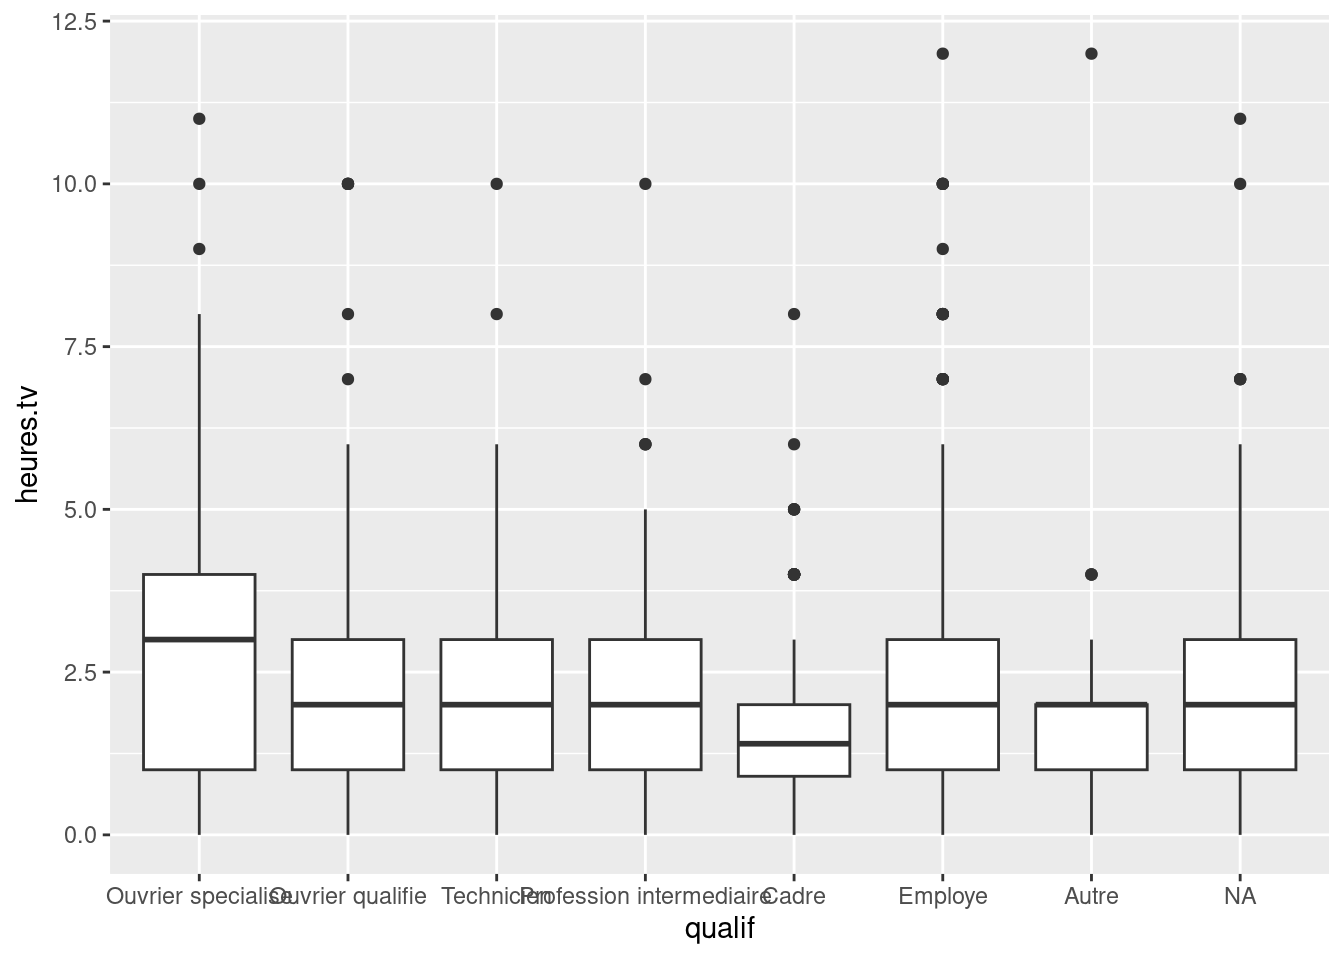 12.5
10.0
7.5
5.0
2.5
0.0
heures.tv
Ouvrier specialise Ouvrier qualifie Technicien Profession intermediaire Cadre Employe Autre NA
qualif